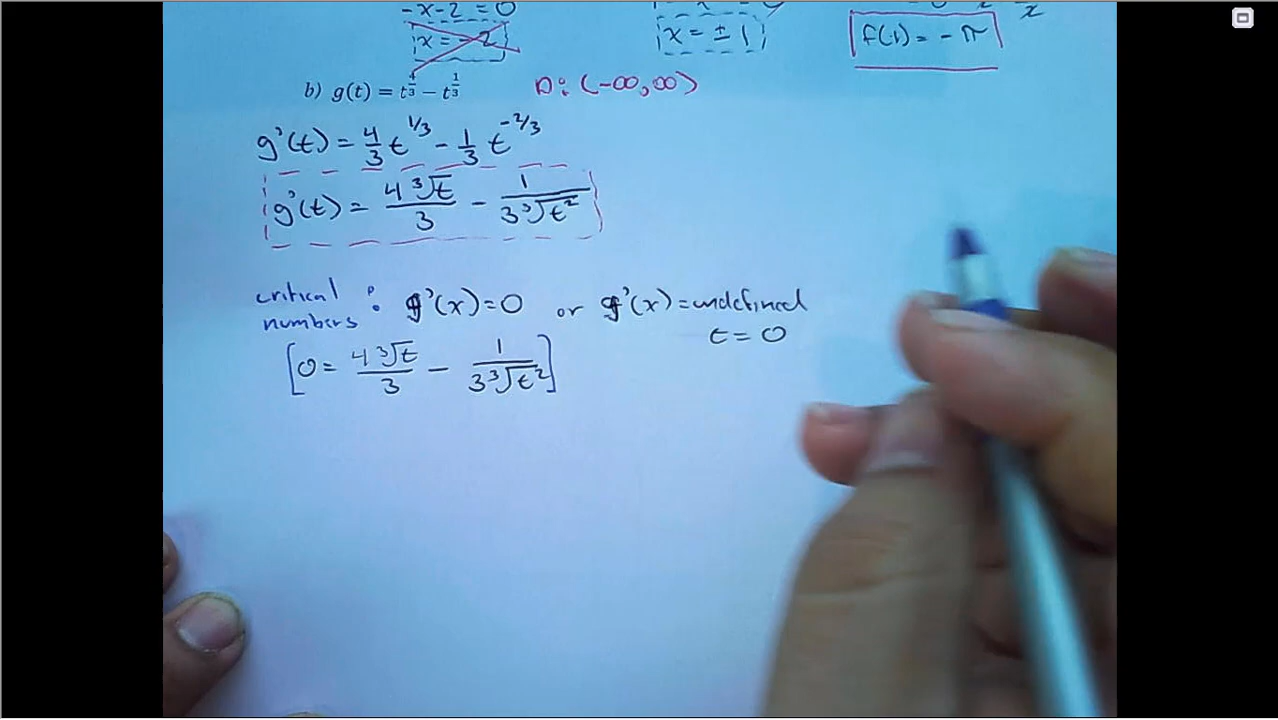 -x-2 = 0
x = -2
x = ± 1
f(1) = -π
b) g(t) = t^{4/3} - t^{1/3} D: (-∞,∞)
g'(t) = 4/3 t^{1/3} - 1/3 t^{-2/3}
g'(t) = 4∛t/3 - 1/3∛t²
critical numbers: g'(x)=0 or g'(x)=undefined
t = 0
[0 = 4∛t/3 - 1/3∛t²]